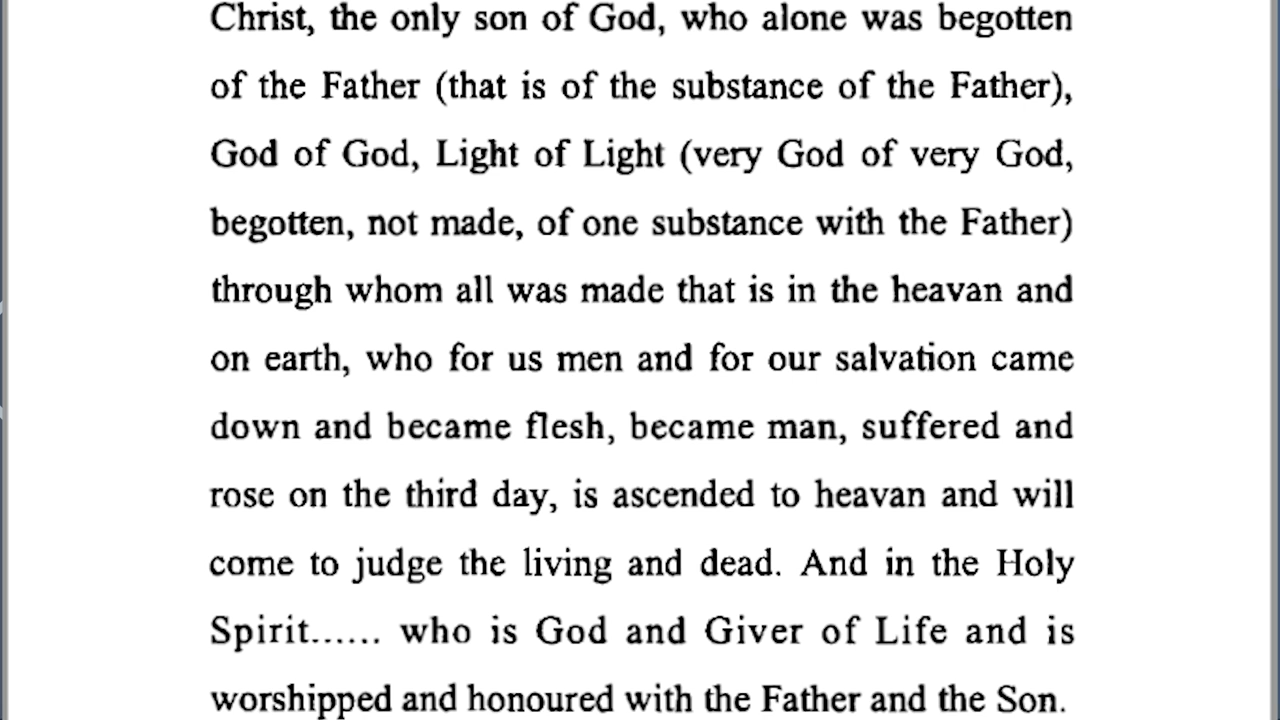 Christ, the only son of God, who alone was begotten
of the Father (that is of the substance of the Father),
God of God, Light of Light (very God of very God,
begotten, not made, of one substance with the Father)
through whom all was made that is in the heavan and
on earth, who for us men and for our salvation came
down and became flesh, became man, suffered and
rose on the third day, is ascended to heavan and will
come to judge the living and dead. And in the Holy
Spirit...... who is God and Giver of Life and is
worshipped and honoured with the Father and the Son.